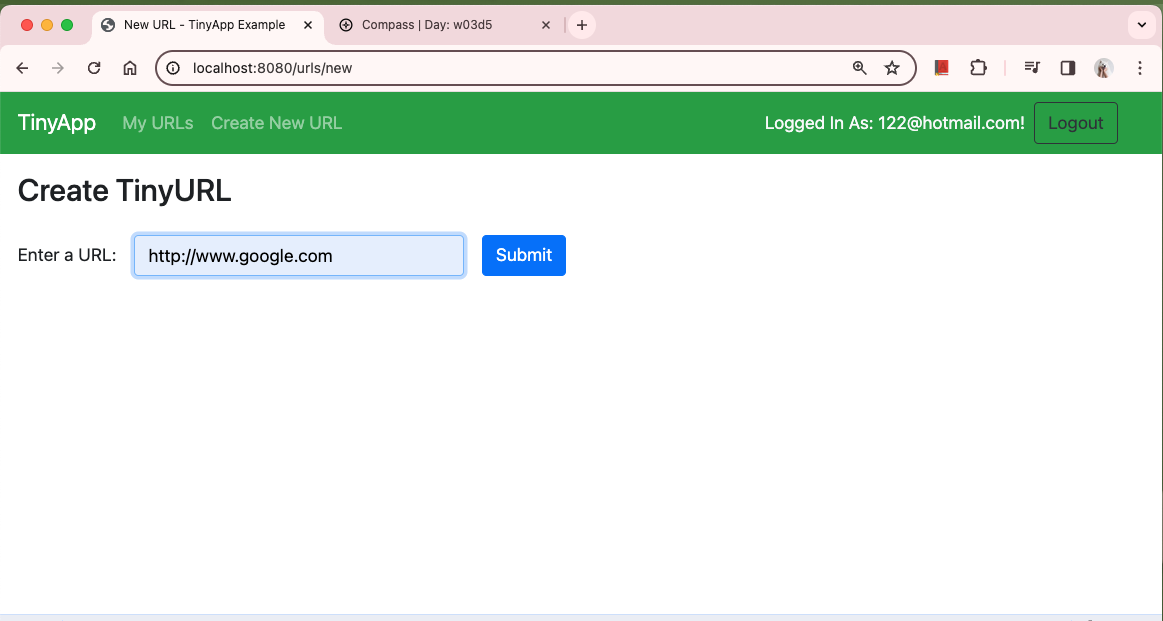 New URL - TinyApp Example
Compass | Day: w03d5
localhost:8080/urls/new
TinyApp My URLs Create New URL Logged In As: 122@hotmail.com! Logout
Create TinyURL
Enter a URL: http://www.google.com Submit